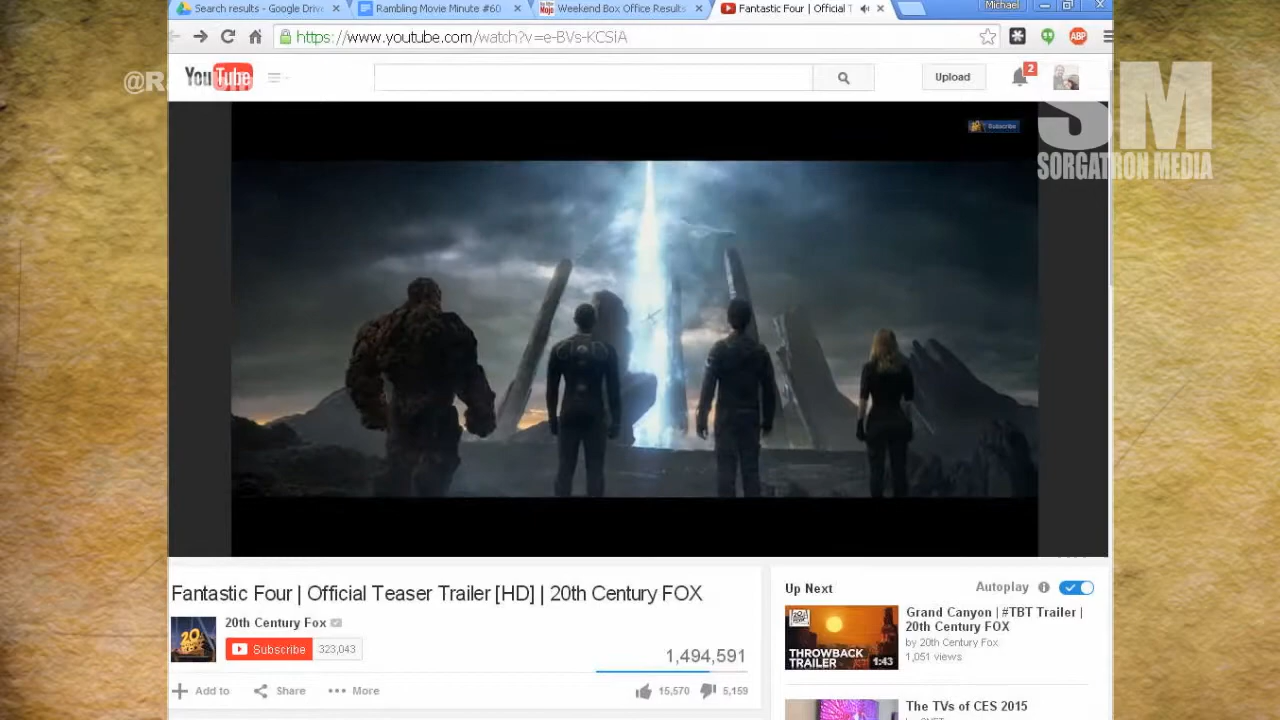 Search results - Google Drive
Rambling Movie Minute #60
Weekend Box Office Results
Fantastic Four | Official T
Michael
https://www.youtube.com/watch?v=e-BVs-KCSiA
ABP
@R
YouTube
Upload
2
Subscribe
SM
SORGATRON MEDIA
Fantastic Four | Official Teaser Trailer [HD] | 20th Century FOX
20th Century Fox
Subscribe 323,043
1,494,591
Add to Share More
15,570 5,159
Up Next
Autoplay
THROWBACK
TRAILER
1:43
Grand Canyon | #TBT Trailer |
20th Century FOX
by 20th Century Fox
1,051 views
The TVs of CES 2015